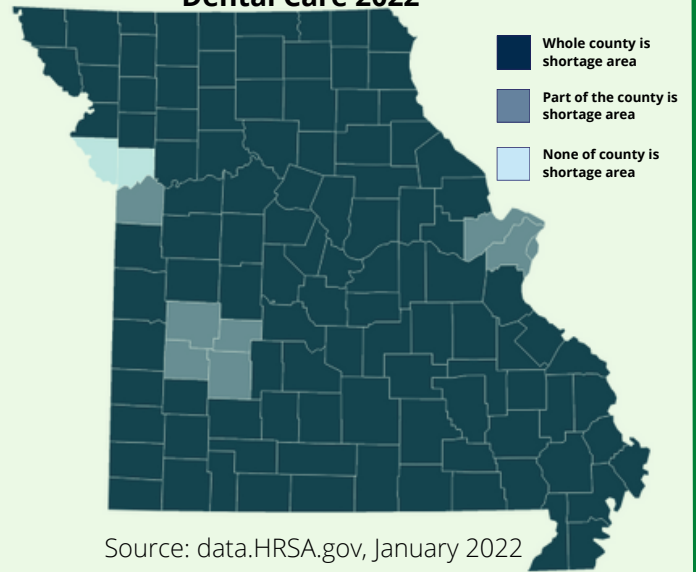 Dental Care 2022
Whole county is
shortage area
Part of the county is
shortage area
None of county is
shortage area
Source: data.HRSA.gov, January 2022